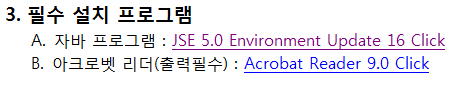 3. 필수 설치 프로그램
A. 자바 프로그램 : JSE 5.0 Environment Update 16 Click
B. 아크로벳 리더(출력필수) : Acrobat Reader 9.0 Click